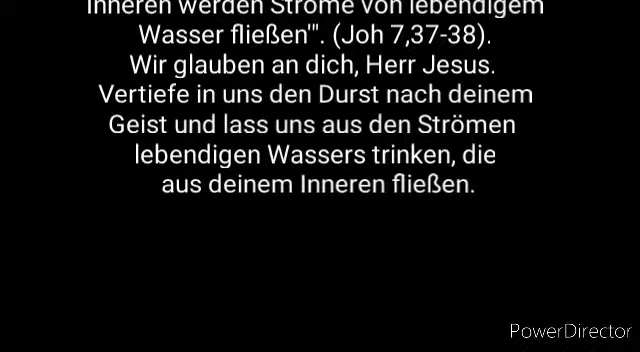 Inneren werden Ströme von lebendigem
Wasser fließen'". (Joh 7,37-38).
Wir glauben an dich, Herr Jesus.
Vertiefe in uns den Durst nach deinem
Geist und lass uns aus den Strömen
lebendigen Wassers trinken, die
aus deinem Inneren fließen.
PowerDirector